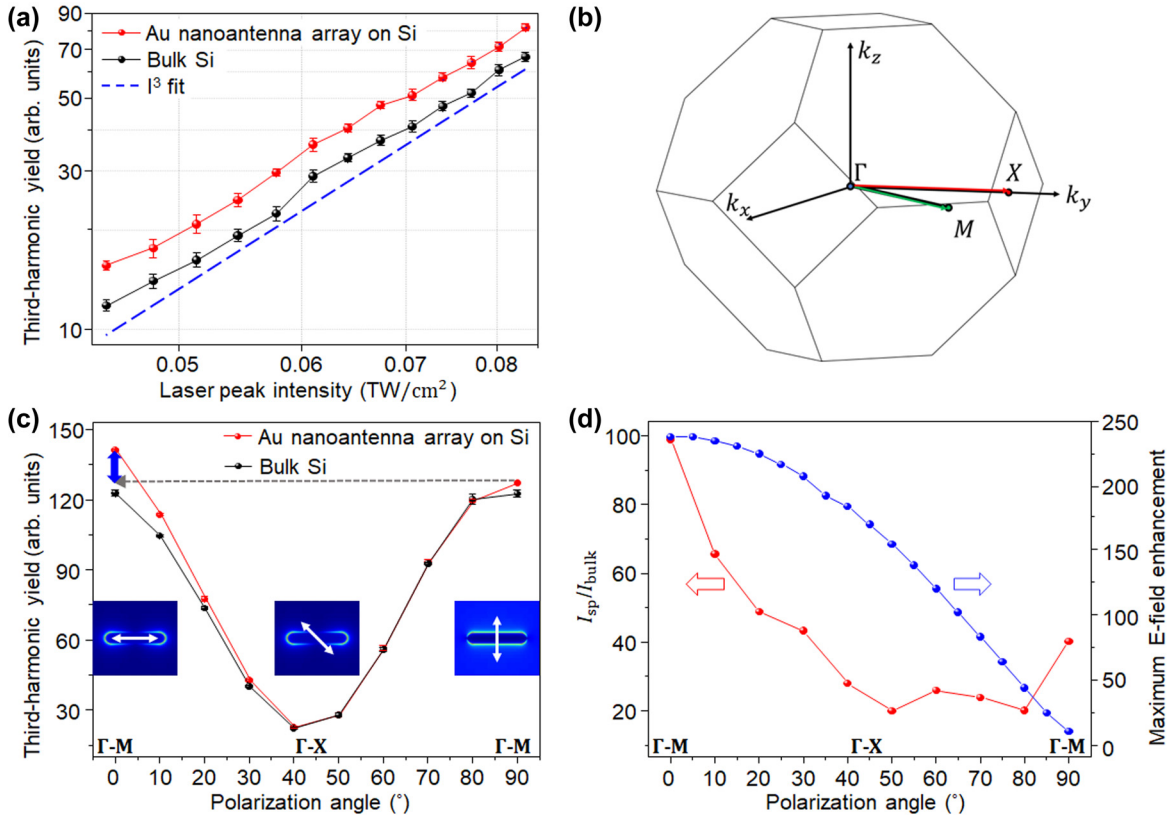 (a)
Third-harmonic yield (arb. units)
90
70
50
30
10
Au nanoantenna array on Si
Bulk Si
I³ fit
0.05 0.06 0.07 0.08
Laser peak intensity (TW/cm²)
(b)
k_z
Γ
X
k_y
k_x
M
(c)
Third-harmonic yield (arb. units)
150
120
90
60
30
Au nanoantenna array on Si
Bulk Si
Γ-M Γ-X Γ-M
0 10 20 30 40 50 60 70 80 90
Polarization angle (°)
(d)
I_sp/I_bulk
100
80
60
40
20
250
200
150
100
50
0
Maximum E-field enhancement
Γ-M Γ-X Γ-M
0 10 20 30 40 50 60 70 80 90
Polarization angle (°)